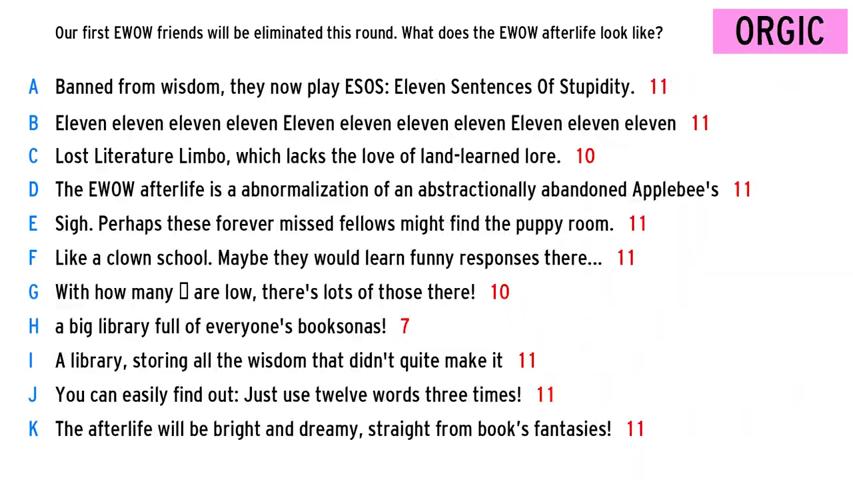 Our first EWOW friends will be eliminated this round. What does the EWOW afterlife look like?
ORGIC
A Banned from wisdom, they now play ESOS: Eleven Sentences Of Stupidity. 11
B Eleven eleven eleven eleven Eleven eleven eleven eleven Eleven eleven eleven 11
C Lost Literature Limbo, which lacks the love of land-learned lore. 10
D The EWOW afterlife is a abnormalization of an abstractionally abandoned Applebee's 11
E Sigh. Perhaps these forever missed fellows might find the puppy room. 11
F Like a clown school. Maybe they would learn funny responses there... 11
G With how many ▯ are low, there's lots of those there! 10
H a big library full of everyone's booksonas! 7
I A library, storing all the wisdom that didn't quite make it 11
J You can easily find out: Just use twelve words three times! 11
K The afterlife will be bright and dreamy, straight from book’s fantasies! 11